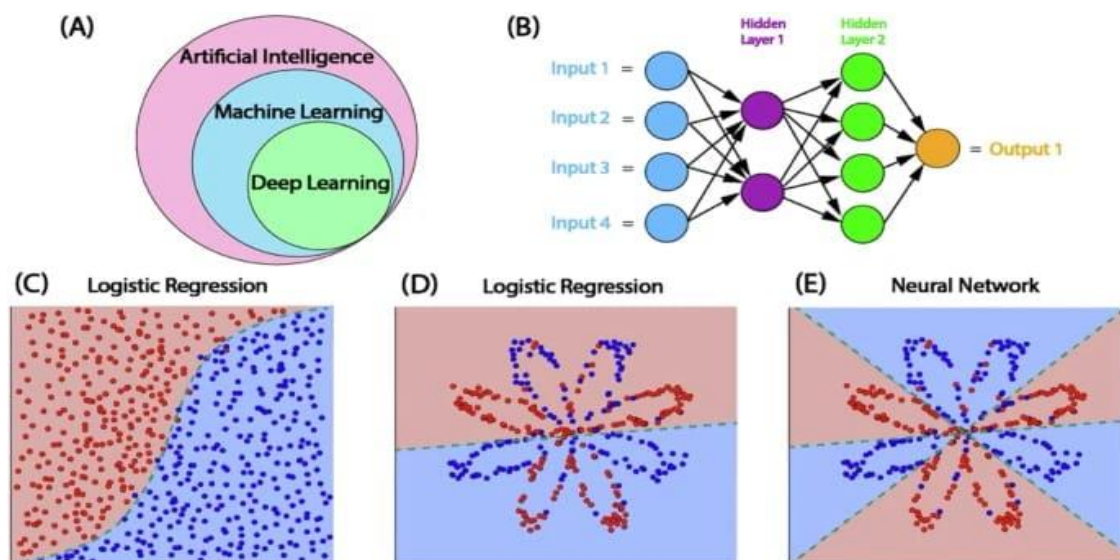 (A)
Artificial Intelligence
Machine Learning
Deep Learning
(B)
Hidden
Layer 1
Hidden
Layer 2
Input 1 =
Input 2 =
Input 3 =
Input 4 =
= Output 1
(C)
Logistic Regression
(D)
Logistic Regression
(E)
Neural Network